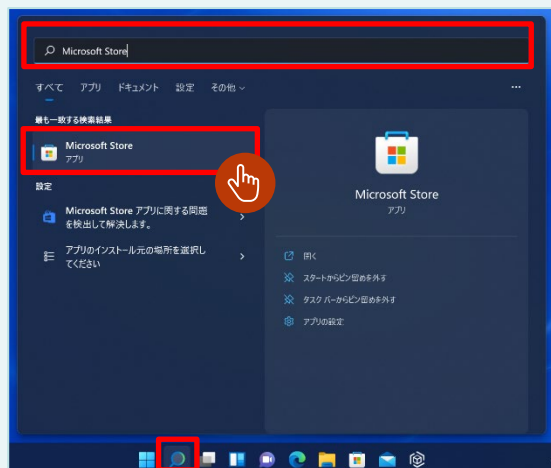 Microsoft Store
すべて アプリ ドキュメント 設定 その他
最も一致する検索結果
Microsoft Store
アプリ
設定
Microsoft Store アプリに関する問題
を検出して解決します。
アプリのインストール元の場所を選択し
てください
Microsoft Store
アプリ
開く
スタートからピン留めを外す
タスク バーからピン留めを外す
アプリの設定